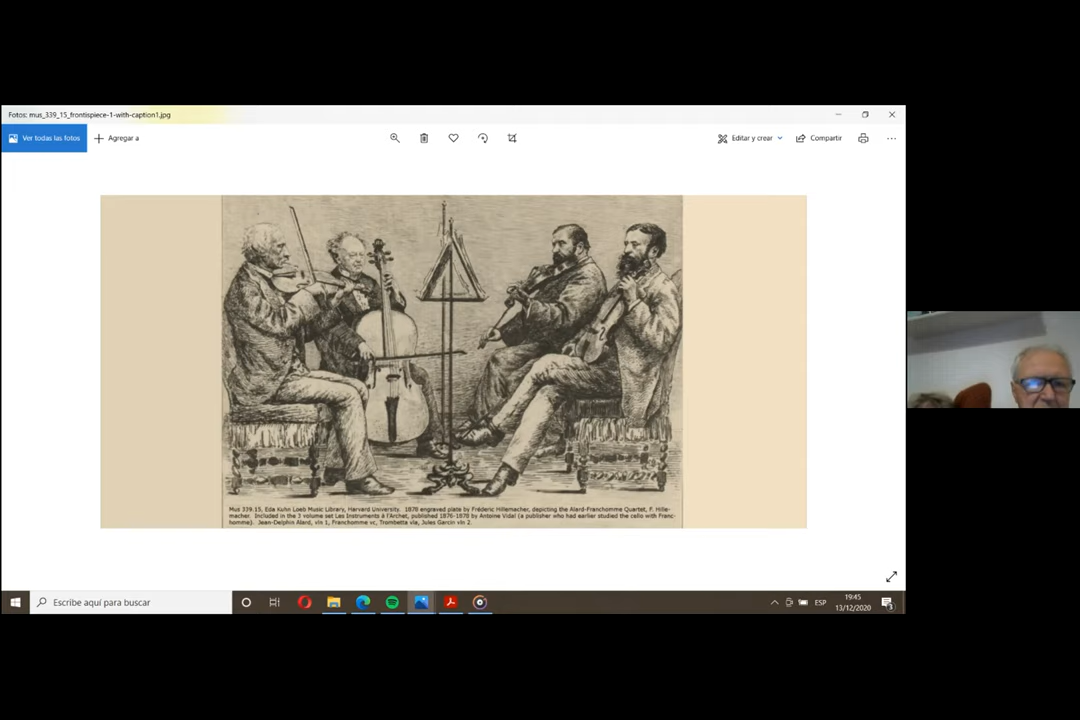 Fotos: mus_339_15_frontispiece-1-with-caption1.jpg
Ver todas las fotos
Agregar a
Editar y crear
Compartir
Mus 339.15, Eda Kuhn Loeb Music Library, Harvard University. 1878 engraved plate by Fréderic Hillemacher, depicting the Alard-Franchomme Quartet, F. Hille-
macher. Included in the 3 volume set Les Instruments à l'Archet, published 1876-1878 by Antoine Vidal (a publisher who had earlier studied the cello with Franc-
homme). Jean-Delphin Alard, vln 1, Franchomme vc, Trombetta vla, Jules Garcin vln 2.
Escribe aquí para buscar
ESP
19:45
13/12/2020